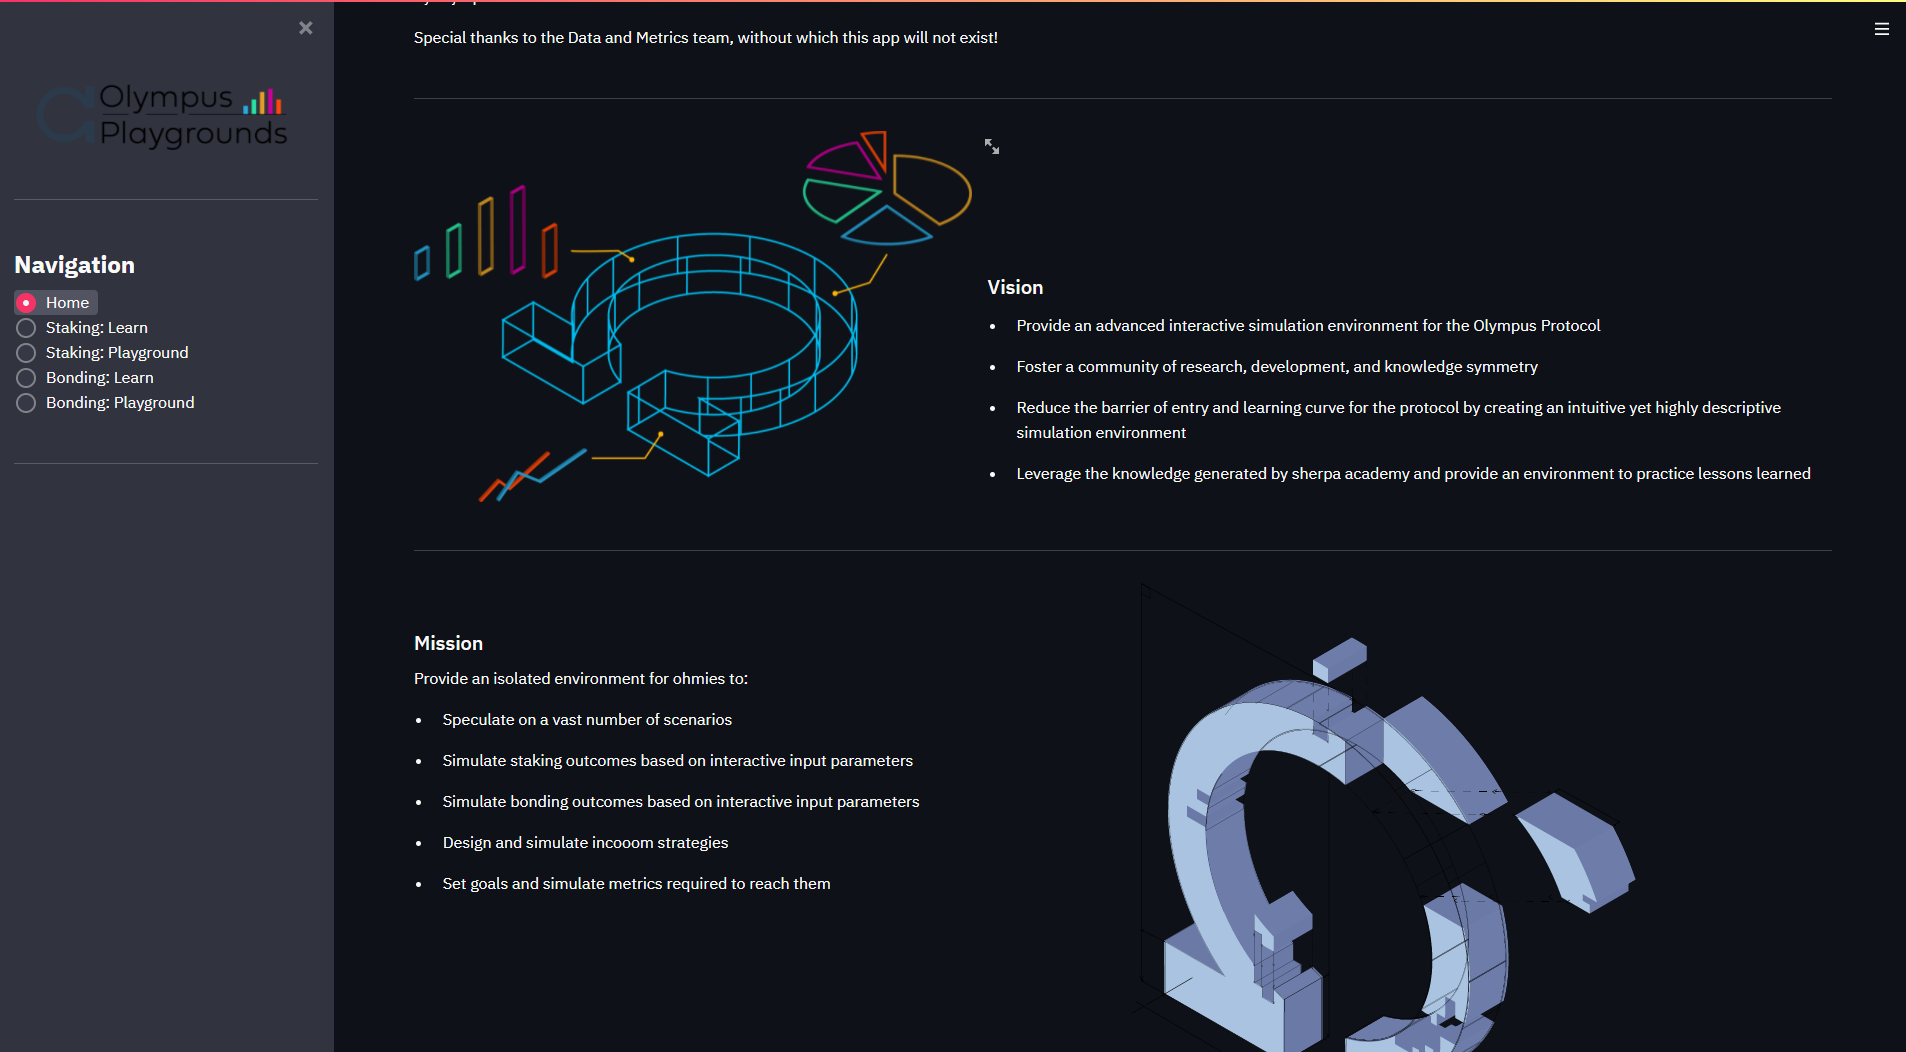 Olympus
Playgrounds
Navigation
Home
Staking: Learn
Staking: Playground
Bonding: Learn
Bonding: Playground
Special thanks to the Data and Metrics team, without which this app will not exist!
Vision
• Provide an advanced interactive simulation environment for the Olympus Protocol
• Foster a community of research, development, and knowledge symmetry
• Reduce the barrier of entry and learning curve for the protocol by creating an intuitive yet highly descriptive
simulation environment
• Leverage the knowledge generated by sherpa academy and provide an environment to practice lessons learned
Mission
Provide an isolated environment for ohmies to:
• Speculate on a vast number of scenarios
• Simulate staking outcomes based on interactive input parameters
• Simulate bonding outcomes based on interactive input parameters
• Design and simulate incooom strategies
• Set goals and simulate metrics required to reach them